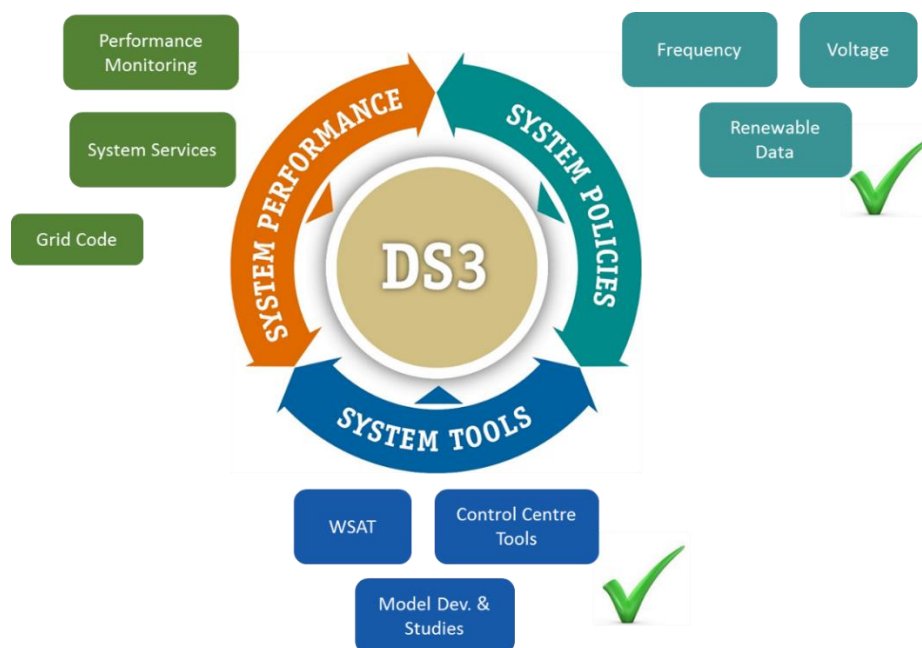 Performance
Monitoring
System Services
Grid Code
Frequency
Voltage
Renewable
Data
SYSTEM PERFORMANCE
SYSTEM POLICIES
DS3
SYSTEM TOOLS
WSAT
Control Centre
Tools
Model Dev. &
Studies